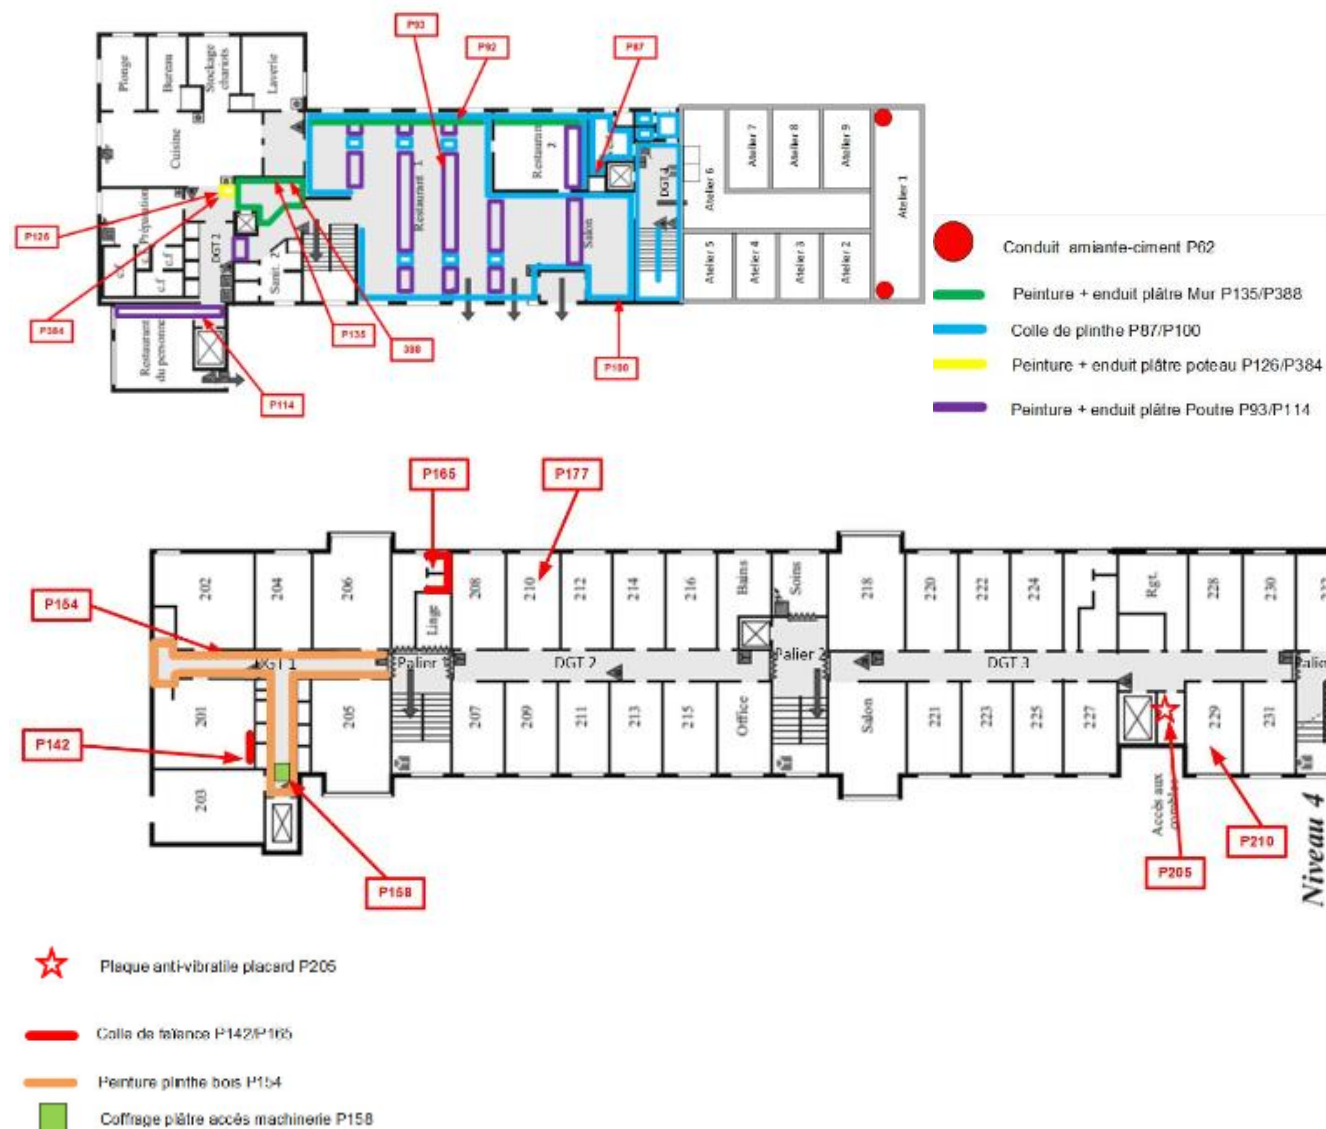 P93
P92
P87
Plonge
Bureau
Stockage
chariots
Laverie
Cuisine
Restaurant 1
Restauran
2
DGT 1
Atelier 7
Atelier 8
Atelier 9
Atelier 6
Atelier 1
Préparation
DGT 2
Salon
Sanit. 2
c.f
c.f
c.f
Atelier 5
Atelier 4
Atelier 3
Atelier 2
P126
P384
Restaurant
du personne
P135
388
P100
P114
Conduit amiante-ciment P62
Peinture + enduit plâtre Mur P135/P388
Colle de plinthe P87/P100
Peinture + enduit plâtre poteau P126/P384
Peinture + enduit plâtre Poutre P93/P114
P165
P177
202
204
206
Linge
208
210
212
214
216
Bains
Soins
218
220
222
224
Rgt.
228
230
P154
DGT 1
Palier
DGT 2
Palier 2
DGT 3
Palie
201
205
207
209
211
213
215
Office
Salon
221
223
225
227
229
231
P142
203
Accès aux
combles
P210
P205
P158
Niveau 4
Plaque anti-vibratile placard P205
Colle de faïence P142/P165
Peinture plinthe bois P154
Coffrage plâtre accès machinerie P158